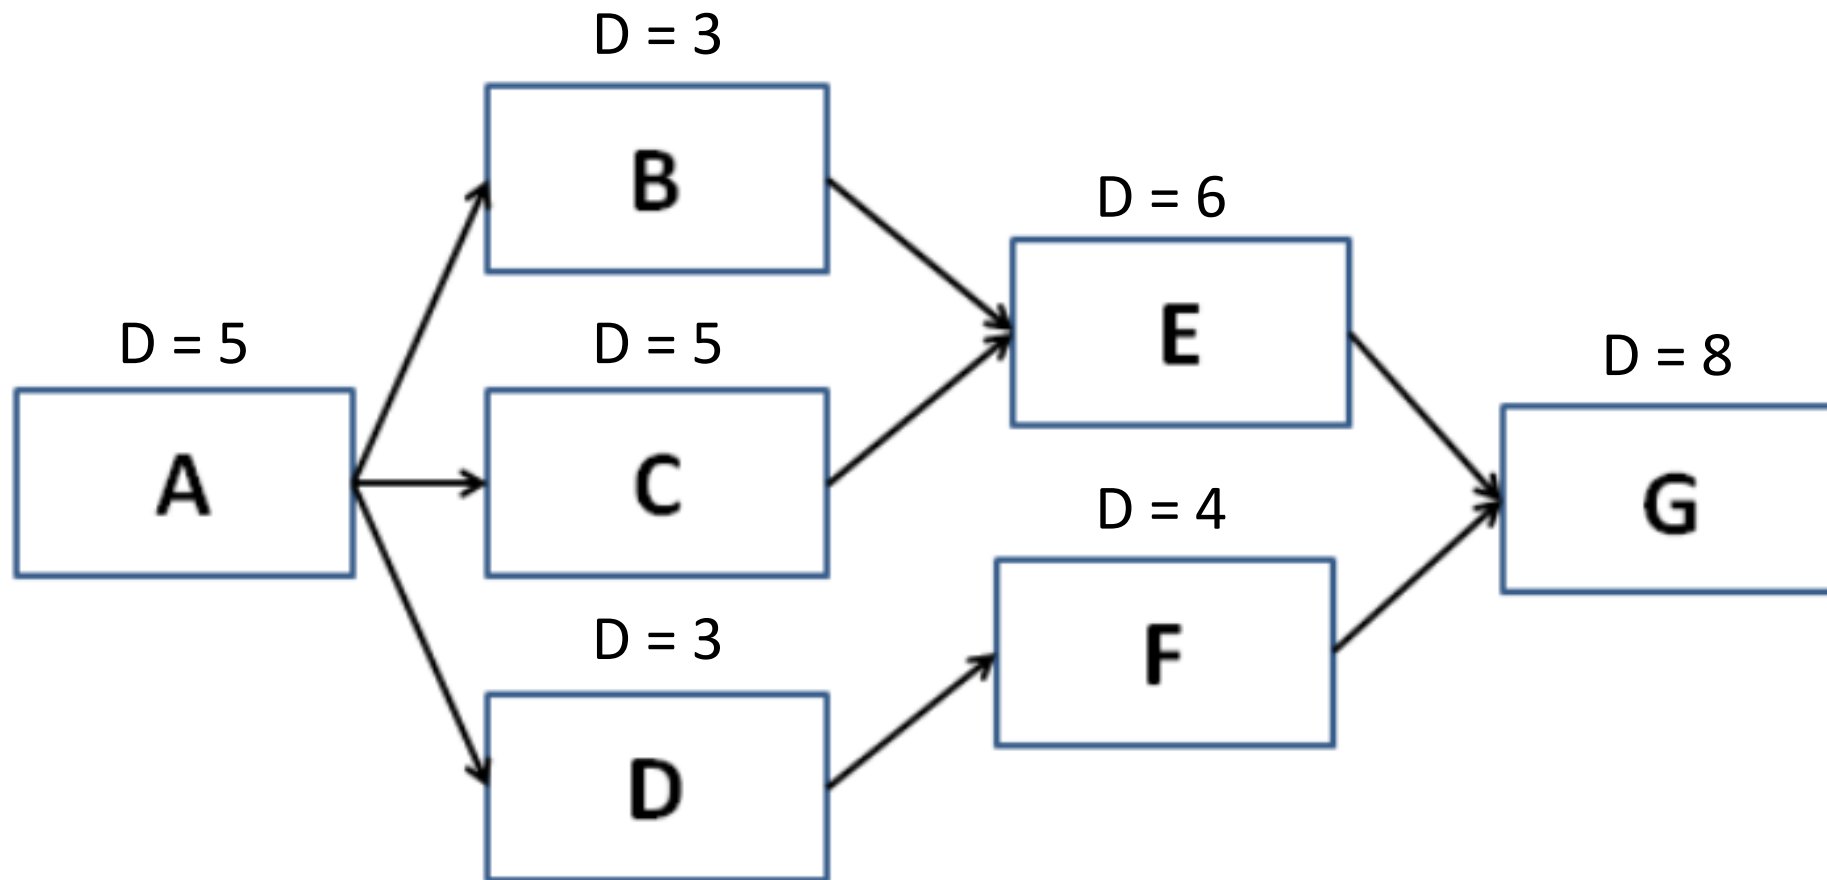 D = 3
B
D = 6
E
D = 5
A
D = 5
C
D = 8
G
D = 4
F
D = 3
D